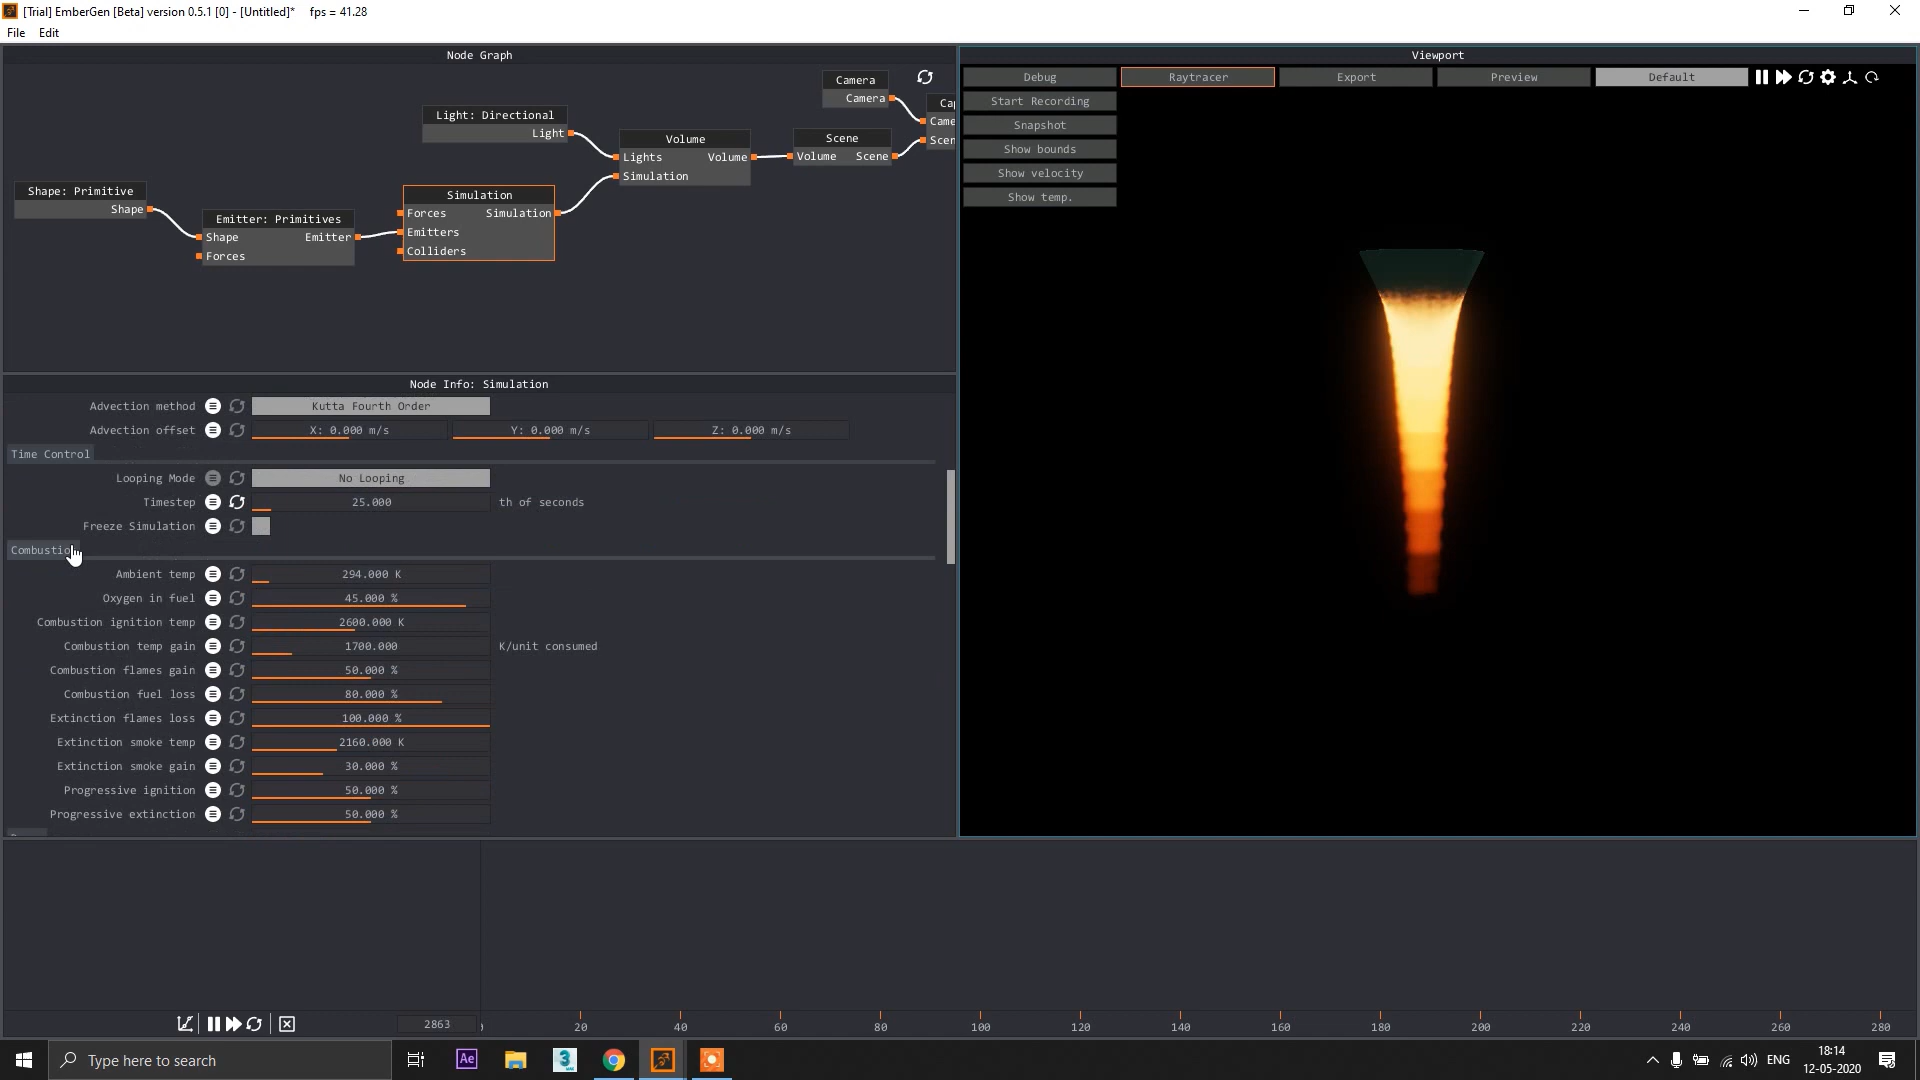 [Trial] EmberGen [Beta] version 0.5.1 [0] - [Untitled]* fps = 41.28
File Edit
Node Graph
Camera
Camera
Light: Directional
Light
Volume
Lights Volume
Simulation
Scene
Volume Scene
Shape: Primitive
Shape
Emitter: Primitives
Shape Emitter
Forces
Simulation
Forces Simulation
Emitters
Colliders
Node Info: Simulation
Advection method Kutta Fourth Order
Advection offset X: 0.000 m/s Y: 0.000 m/s Z: 0.000 m/s
Time Control
Looping Mode No Looping
Timestep 25.000 th of seconds
Freeze Simulation
Combustion
Ambient temp 294.000 K
Oxygen in fuel 45.000 %
Combustion ignition temp 2600.000 K
Combustion temp gain 1700.000 K/unit consumed
Combustion flames gain 50.000 %
Combustion fuel loss 80.000 %
Extinction flames loss 100.000 %
Extinction smoke temp 2160.000 K
Extinction smoke gain 30.000 %
Progressive ignition 50.000 %
Progressive extinction 50.000 %
Viewport
Debug Raytracer Export Preview Default
Start Recording
Snapshot
Show bounds
Show velocity
Show temp.
2863
20 40 60 80 100 120 140 160 180 200 220 240 260 280
Type here to search
Ae
3
ENG
18:14
12-05-2020